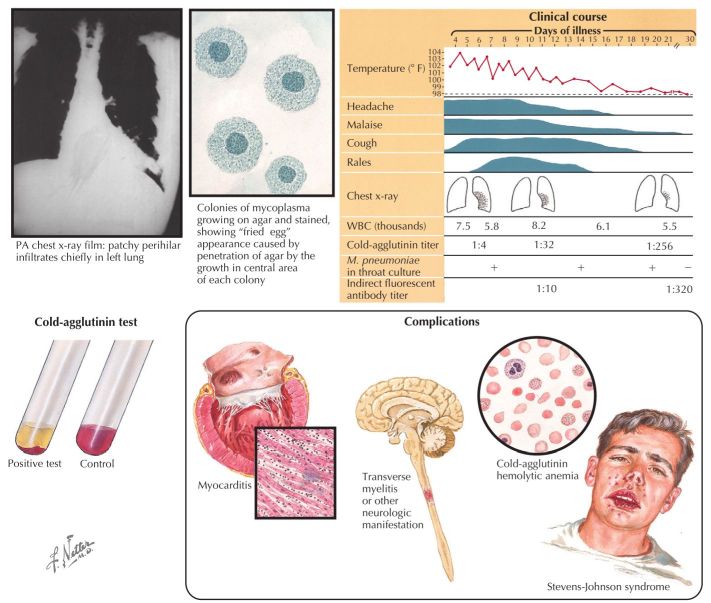 Clinical course
Days of illness
4 5 6 7 8 9 10 11 12 13 14 15 16 17 18 19 20 21 // 30
Temperature (° F)
104
103
102
101
100
99
98
Headache
Malaise
Cough
Rales
Chest x-ray
WBC (thousands) 7.5 5.8 8.2 6.1 5.5
Cold-agglutinin titer 1:4 1:32 1:256
M. pneumoniae
in throat culture + + + −
Indirect fluorescent
antibody titer 1:10 1:320
PA chest x-ray film: patchy perihilar
infiltrates chiefly in left lung
Colonies of mycoplasma
growing on agar and stained,
showing “fried egg”
appearance caused by
penetration of agar by the
growth in central area
of each colony
Cold-agglutinin test
Positive test Control
F. Netter
M.D.
Complications
Myocarditis
Transverse
myelitis
or other
neurologic
manifestation
Cold-agglutinin
hemolytic anemia
Stevens-Johnson syndrome